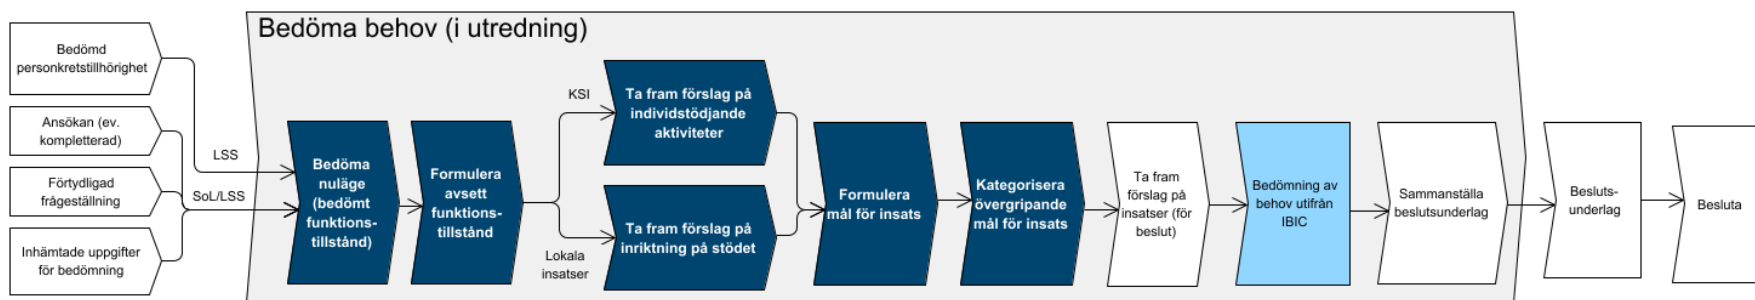 Bedöma behov (i utredning)
Bedömd
personkretstillhörighet
Ansökan (ev.
kompletterad)
Förtydligad
frågeställning
Inhämtade uppgifter
för bedömning
LSS
SoL/LSS
Bedöma
nuläge
(bedömt
funktions-
tillstånd)
Formulera
avsett
funktions-
tillstånd
KSI
Lokala
insatser
Ta fram förslag på
individstödjande
aktiviteter
Ta fram förslag på
inriktning på stödet
Formulera
mål för insats
Kategorisera
övergripande
mål för insats
Ta fram
förslag på
insatser (för
beslut)
Bedömning av
behov utifrån
IBIC
Sammanställa
beslutsunderlag
Besluts-
underlag
Besluta